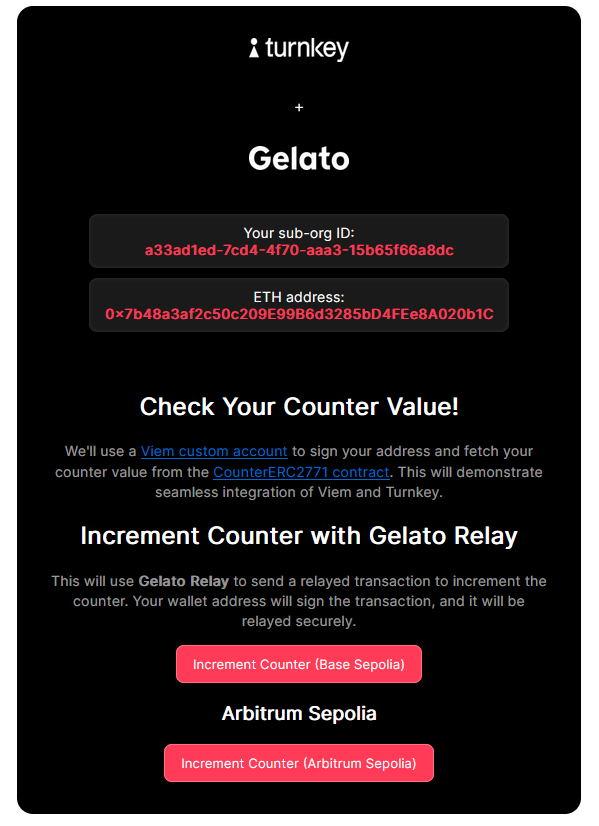 turnkey
+
Gelato
Your sub-org ID:
a33ad1ed-7cd4-4f70-aaa3-15b65f66a8dc
ETH address:
0x7b48a3af2c50c209E99B6d3285bD4FEe8A020b1C
Check Your Counter Value!
We'll use a Viem custom account to sign your address and fetch your
counter value from the CounterERC2771 contract. This will demonstrate
seamless integration of Viem and Turnkey.
Increment Counter with Gelato Relay
This will use Gelato Relay to send a relayed transaction to increment the
counter. Your wallet address will sign the transaction, and it will be
relayed securely.
Increment Counter (Base Sepolia)
Arbitrum Sepolia
Increment Counter (Arbitrum Sepolia)